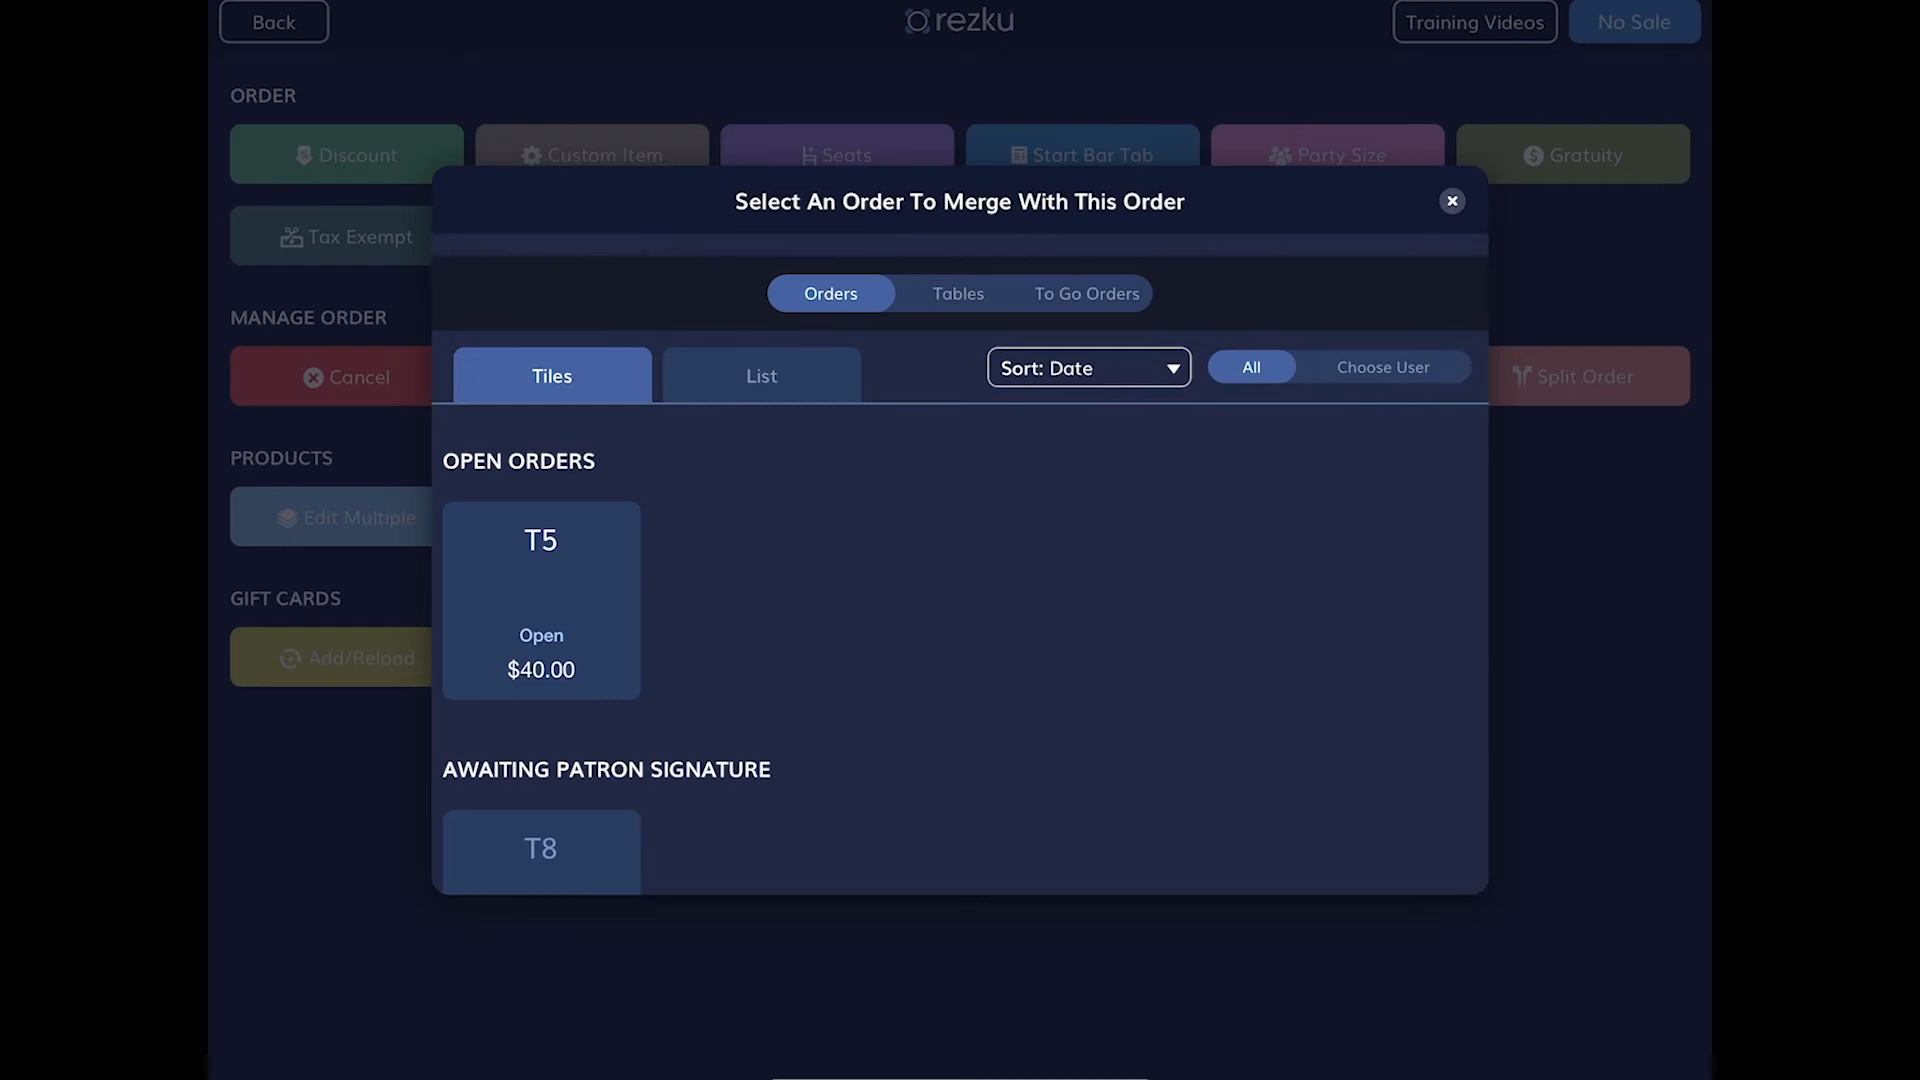 Back
rezku
Training Videos
No Sale
ORDER
Discount
Custom Item
Seats
Start Bar Tab
Party Size
Gratuity
Tax Exempt
Select An Order To Merge With This Order
Orders
Tables
To Go Orders
MANAGE ORDER
Cancel
Tiles
List
Sort: Date
All
Choose User
Split Order
PRODUCTS
OPEN ORDERS
Edit Multiple
T5
Open
$40.00
GIFT CARDS
Add/Reload
AWAITING PATRON SIGNATURE
T8